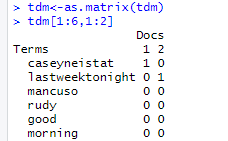 > tdm<-as.matrix(tdm)
> tdm[1:6,1:2]
Docs
Terms 1 2
caseyneistat 1 0
lastweektonight 0 1
mancuso 0 0
rudy 0 0
good 0 0
morning 0 0